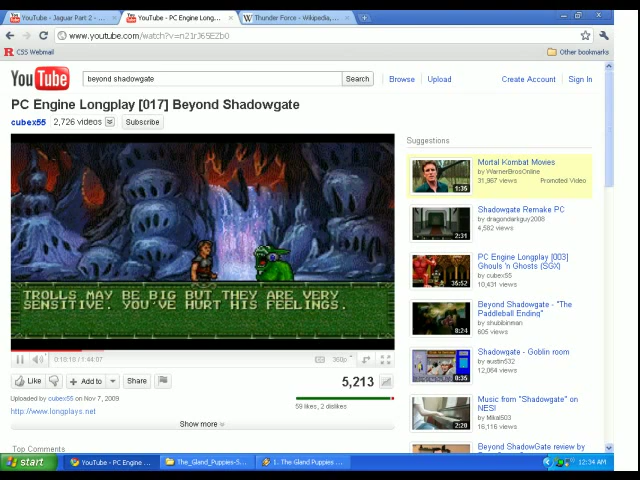 YouTube - Jaguar Part 2 - ...
YouTube - PC Engine Long...
Thunder Force - Wikipedia, ...
www.youtube.com/watch?v=n21rJ65EZb0
CSS Webmail
Other bookmarks
YouTube
beyond shadowgate
Search
Browse
Upload
Create Account
Sign In
PC Engine Longplay [017] Beyond Shadowgate
cubex55
2,726 videos
Subscribe
TROLLS MAY BE BIG BUT THEY ARE VERY
SENSITIVE. YOU'VE HURT HIS FEELINGS.
0:18:18 / 1:44:07
360p
Like
Add to
Share
5,213
Uploaded by cubex55 on Nov 7, 2009
59 likes, 2 dislikes
http://www.longplays.net
Show more
Top Comments
Suggestions
Mortal Kombat Movies
by WarnerBrosOnline
31,967 views
Promoted Video
1:35
Shadowgate Remake PC
by dragondarkguy2008
4,582 views
2:31
PC Engine Longplay [003]
Ghouls 'n Ghosts (SGX)
by cubex55
10,431 views
35:52
Beyond Shadowgate - "The
Paddleball Ending"
by shubibinman
605 views
8:24
Shadowgate - Goblin room
by austin532
12,064 views
0:35
Music from "Shadowgate" on
NES!
by Mikal503
16,116 views
2:20
Beyond ShadowGate review by
start
YouTube - PC Engine ...
The_Gland_Puppies-5...
1. The Gland Puppies ...
12:34 AM